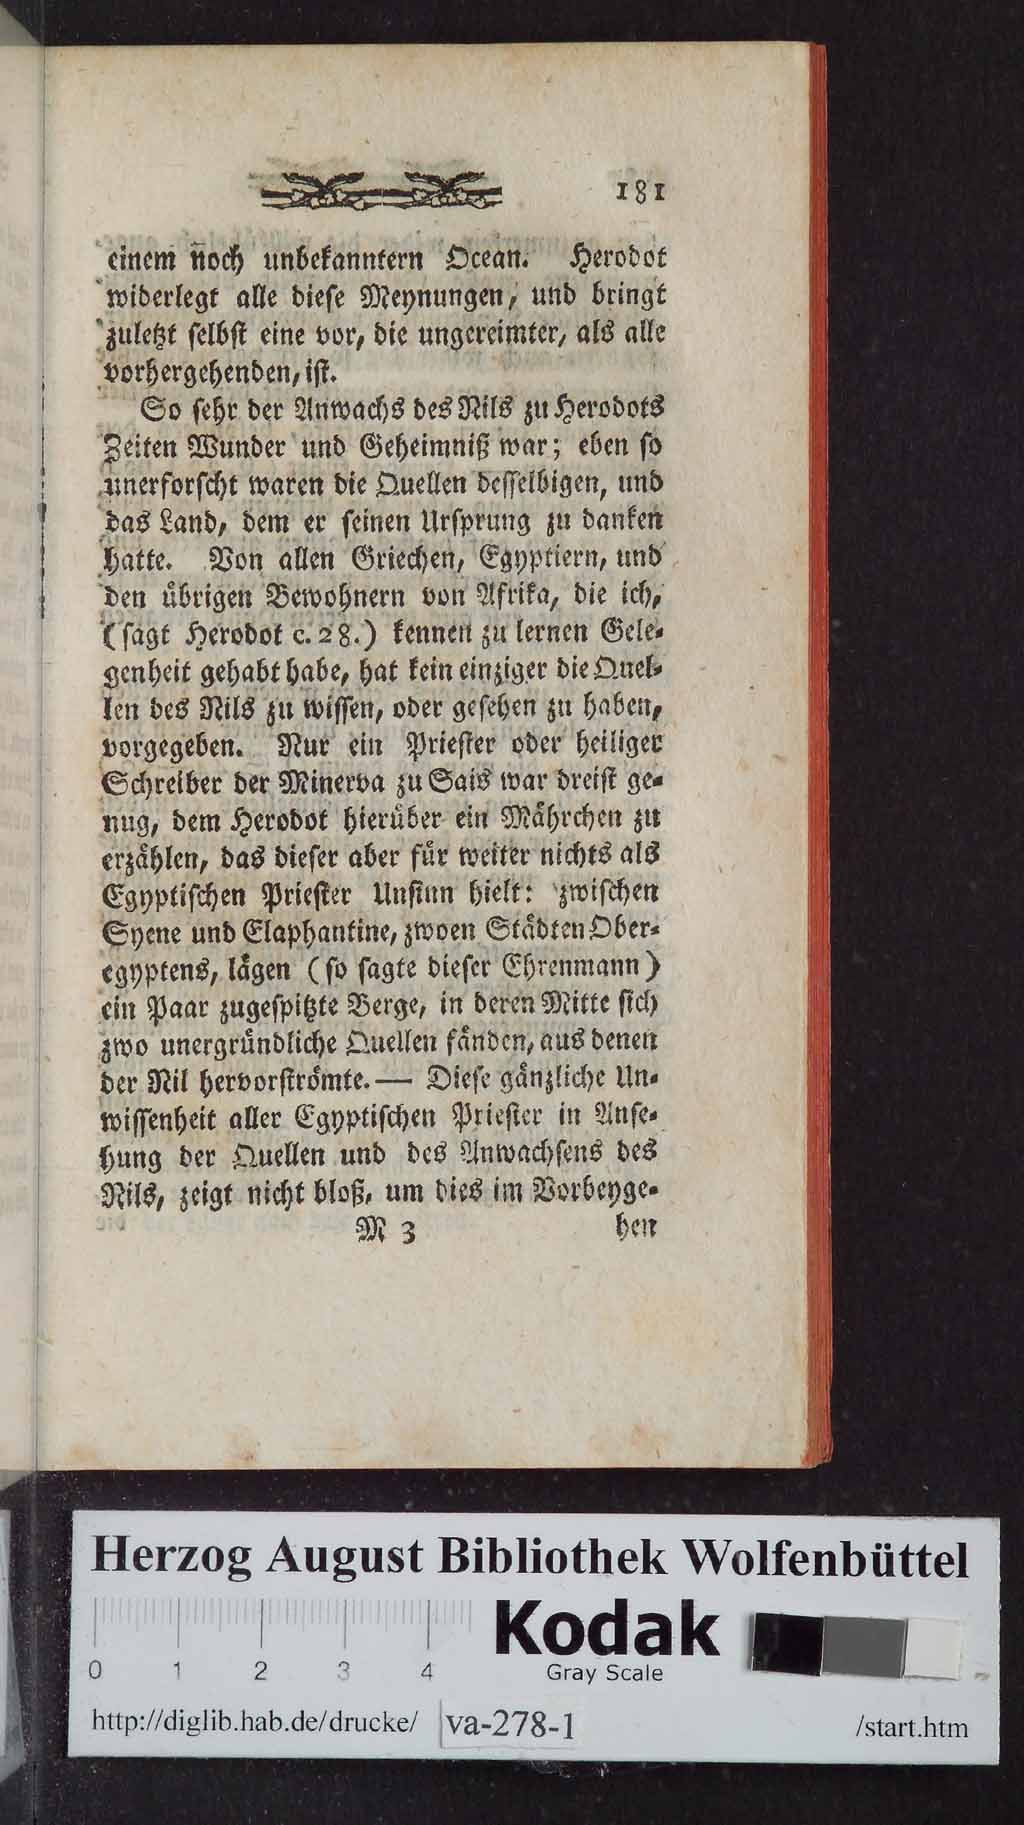 181
einem noch unbekanntern Ocean. Herodot
widerlegt alle diese Meynungen, und bringt
zuletzt selbst eine vor, die ungereimter, als alle
vorhergehenden, ist.
So sehr der Anwachs des Nils zu Herodots
Zeiten Wunder und Geheimniß war; eben so
unerforscht waren die Quellen desselbigen, und
das Land, dem er seinen Ursprung zu danken
hatte. Von allen Griechen, Egyptiern, und
den übrigen Bewohnern von Afrika, die ich,
(sagt Herodot c. 28.) kennen zu lernen Gele-
genheit gehabt habe, hat kein einziger die Quel-
len des Nils zu wissen, oder gesehen zu haben,
vorgegeben. Nur ein Priester oder heiliger
Schreiber der Minerva zu Sais war dreist ge-
nug, dem Herodot hierüber ein Mährchen zu
erzählen, das dieser aber für weiter nichts als
Egyptischen Priester Unsinn hielt: zwischen
Syene und Elaphantine, zwoen Städten Ober-
egyptens, lägen (so sagte dieser Ehrenmann)
ein Paar zugespitzte Berge, in deren Mitte sich
zwo unergründliche Quellen fänden, aus denen
der Nil hervorströmte. — Diese gänzliche Un-
wissenheit aller Egyptischen Priester in Anse-
hung der Quellen und des Anwachsens des
Nils, zeigt nicht bloß, um dies im Vorbeyge-
M 3 hen
Herzog August Bibliothek Wolfenbüttel
Kodak
0 1 2 3 4 Gray Scale
http://diglib.hab.de/drucke/ va-278-1 /start.htm